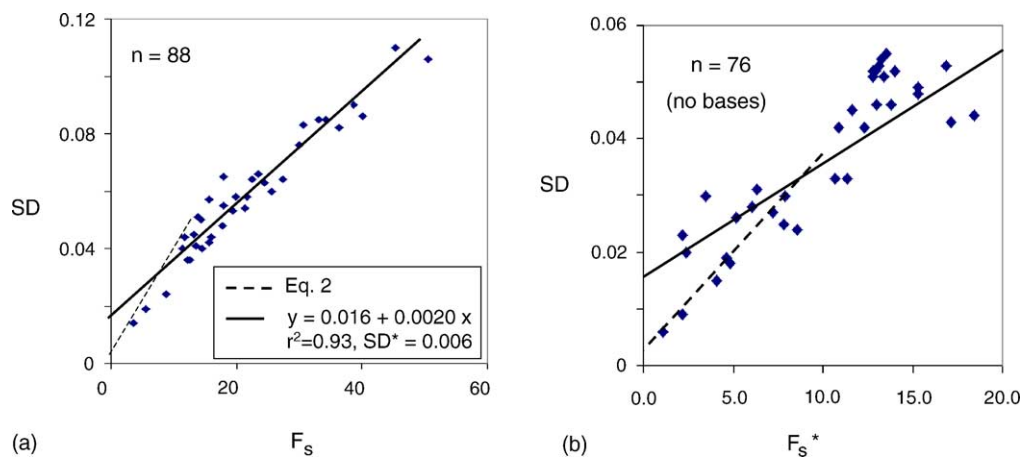 0.12
n = 88
0.08
SD
0.04
0
Eq. 2
y = 0.016 + 0.0020 x
r²=0.93, SD* = 0.006
0 20 40 60
(a) Fₛ
0.06
n = 76
(no bases)
0.04
SD
0.02
0
0.0 5.0 10.0 15.0 20.0
(b) Fₛ*